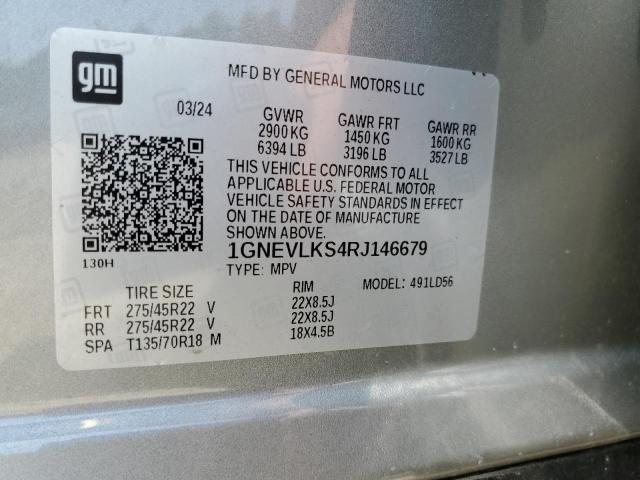 gm
MFD BY GENERAL MOTORS LLC
03/24
GVWR GAWR FRT GAWR RR
2900 KG 1450 KG 1600 KG
6394 LB 3196 LB 3527 LB
THIS VEHICLE CONFORMS TO ALL
APPLICABLE U.S. FEDERAL MOTOR
VEHICLE SAFETY STANDARDS IN EFFECT
ON THE DATE OF MANUFACTURE
SHOWN ABOVE.
130H
1GNEVLKS4RJ146679
TYPE: MPV MODEL: 491LD56
TIRE SIZE RIM
FRT 275/45R22 V 22X8.5J
RR 275/45R22 V 22X8.5J
SPA T135/70R18 M 18X4.5B